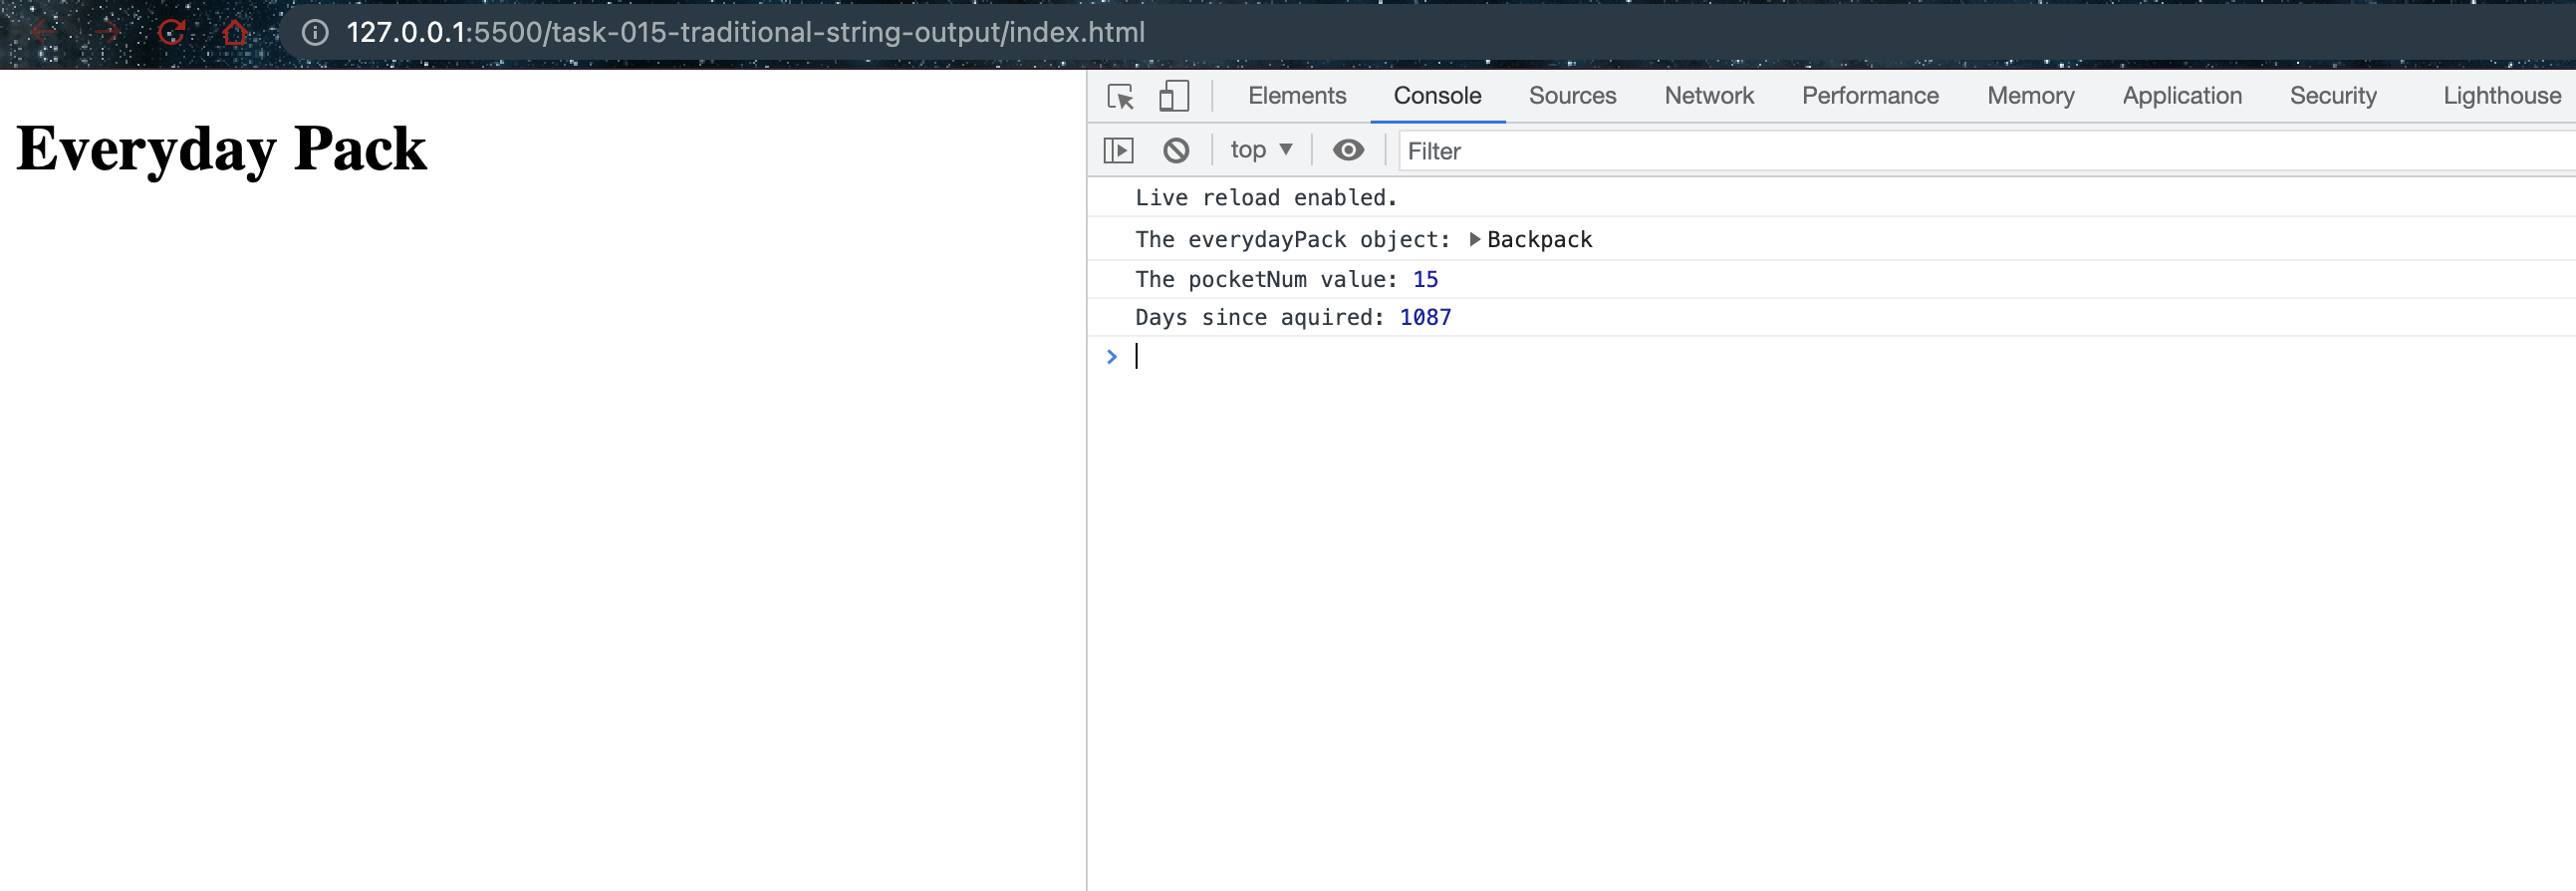 127.0.0.1:5500/task-015-traditional-string-output/index.html
Everyday Pack
Elements Console Sources Network Performance Memory Application Security Lighthouse
top Filter
Live reload enabled.
The everydayPack object: Backpack
The pocketNum value: 15
Days since aquired: 1087